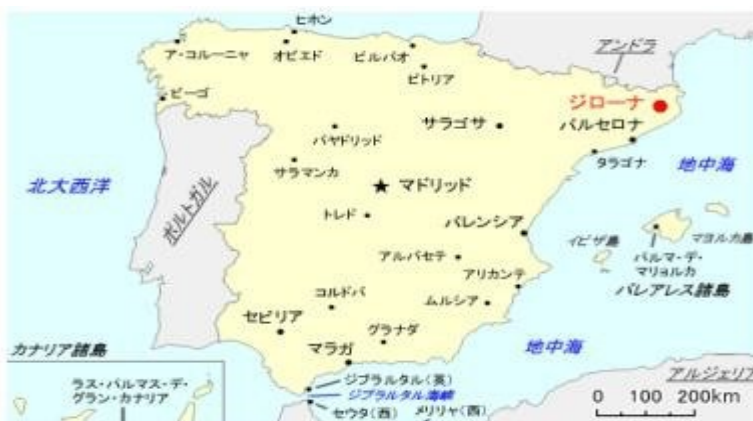 ヒホン
ア・コルーニャ
オビエド
ビルバオ
アンドラ
ビトリア
ビーゴ
ジローナ
サラゴサ
バルセロナ
バヤドリッド
タラゴナ
地中海
サラマンカ
北大西洋
マドリッド
ポルトガル
トレド
バレンシア
イビザ島
マヨルカ島
アルバセテ
パルマ・デ・
マリョルカ
アリカンテ
バレアレス諸島
コルドバ
ムルシア
セビリア
グラナダ
カナリア諸島
マラガ
地中海
アルジェリア
ラス・パルマス・デ・
グラン・カナリア
ジブラルタル(英)
ジブラルタル海峡
セウタ(西)
メリリャ(西)
0 100 200km